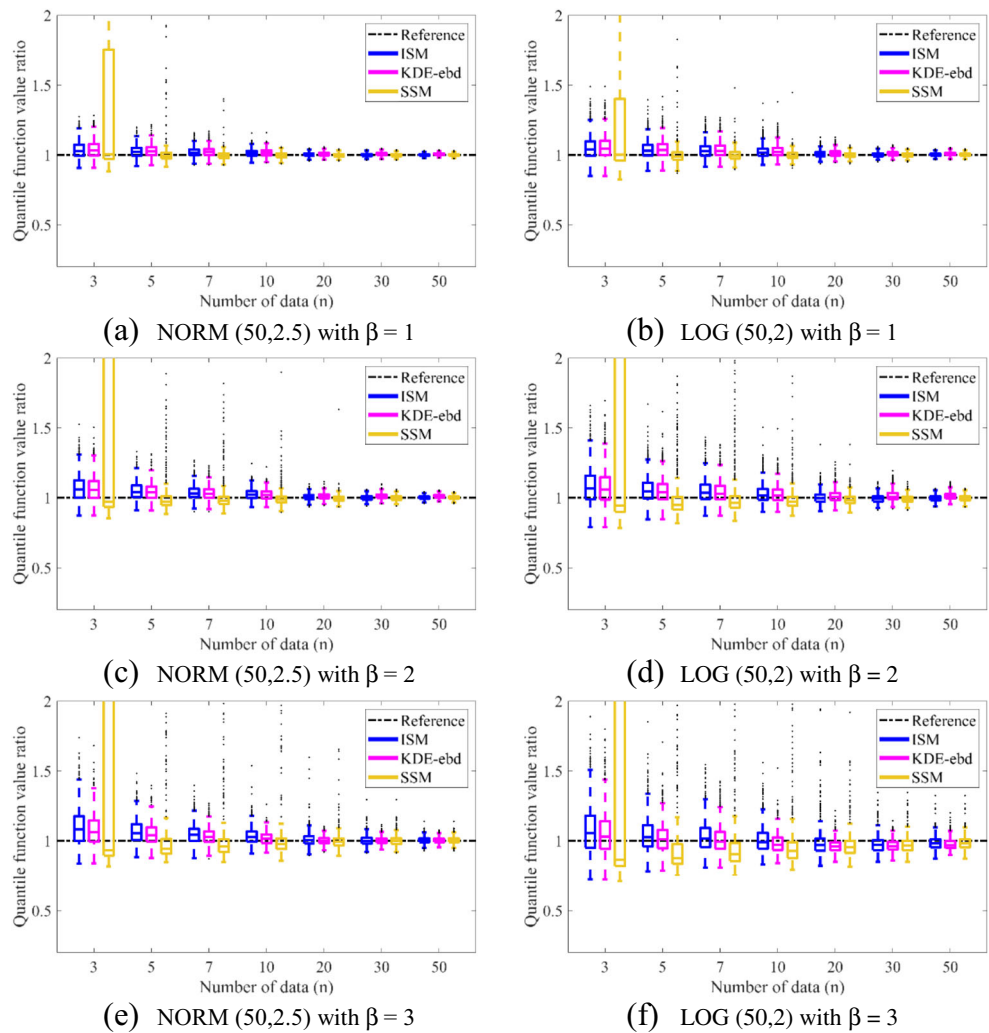 2
1.5
1
0.5
Quantile function value ratio
Reference
ISM
KDE-ebd
SSM
3 5 7 10 20 30 50
Number of data (n)
(a) NORM (50,2.5) with β = 1
2
1.5
1
0.5
Quantile function value ratio
Reference
ISM
KDE-ebd
SSM
3 5 7 10 20 30 50
Number of data (n)
(b) LOG (50,2) with β = 1
2
1.5
1
0.5
Quantile function value ratio
Reference
ISM
KDE-ebd
SSM
3 5 7 10 20 30 50
Number of data (n)
(c) NORM (50,2.5) with β = 2
2
1.5
1
0.5
Quantile function value ratio
Reference
ISM
KDE-ebd
SSM
3 5 7 10 20 30 50
Number of data (n)
(d) LOG (50,2) with β = 2
2
1.5
1
0.5
Quantile function value ratio
Reference
ISM
KDE-ebd
SSM
3 5 7 10 20 30 50
Number of data (n)
(e) NORM (50,2.5) with β = 3
2
1.5
1
0.5
Quantile function value ratio
Reference
ISM
KDE-ebd
SSM
3 5 7 10 20 30 50
Number of data (n)
(f) LOG (50,2) with β = 3